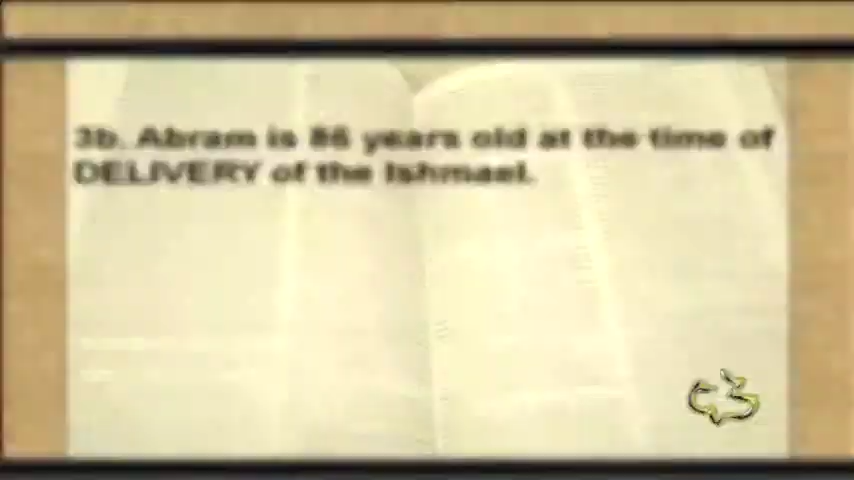 3b. Abram is 86 years old at the time of
DELIVERY of the Ishmael.